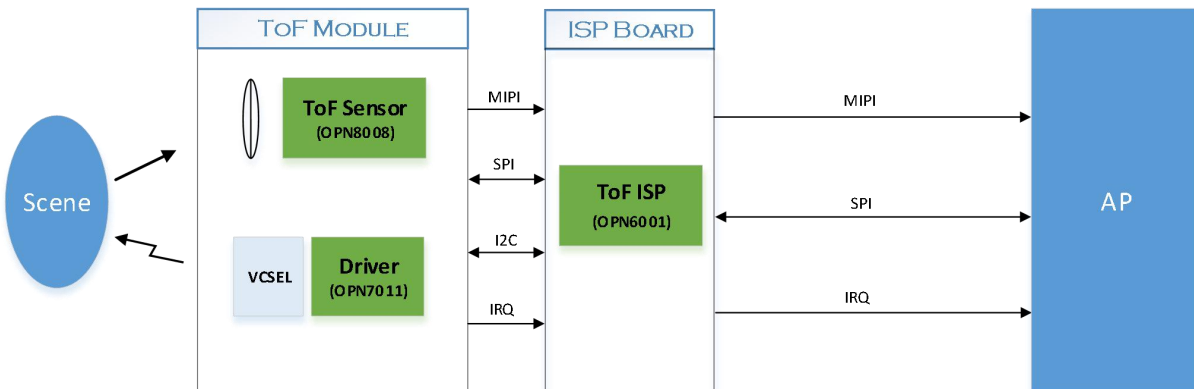 ToF Module
ISP Board
Scene
ToF Sensor
(OPN8008)
VCSEL
Driver
(OPN7011)
MIPI
SPI
I2C
IRQ
ToF ISP
(OPN6001)
MIPI
SPI
IRQ
AP